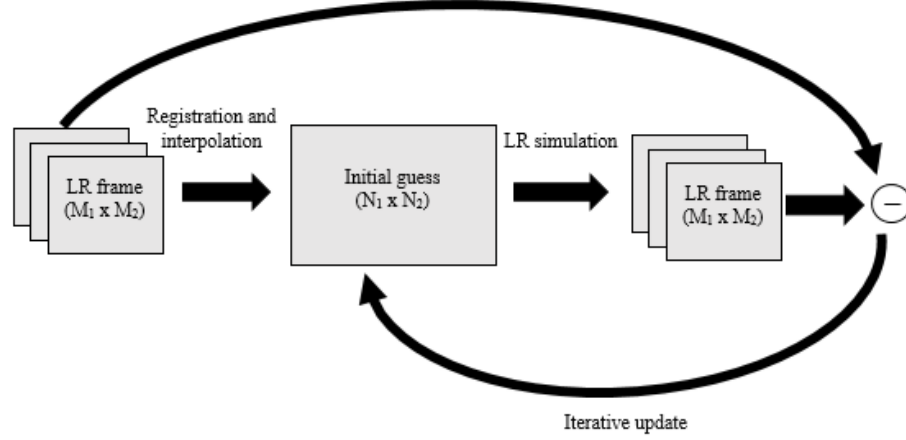 Registration and
interpolation
LR frame
(M₁ x M₂)
Initial guess
(N₁ x N₂)
LR simulation
LR frame
(M₁ x M₂)
−
Iterative update